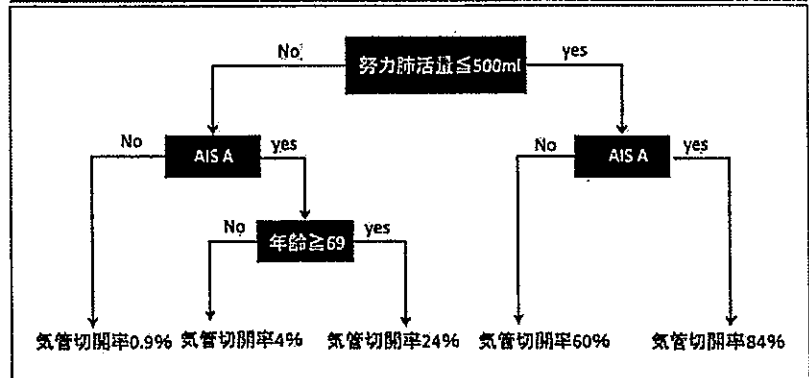 努力肺活量≦500ml
No
yes
AIS A
No
yes
AIS A
No
yes
年齢≧69
No
yes
気管切開率0.9%
気管切開率4%
気管切開率24%
気管切開率60%
気管切開率84%